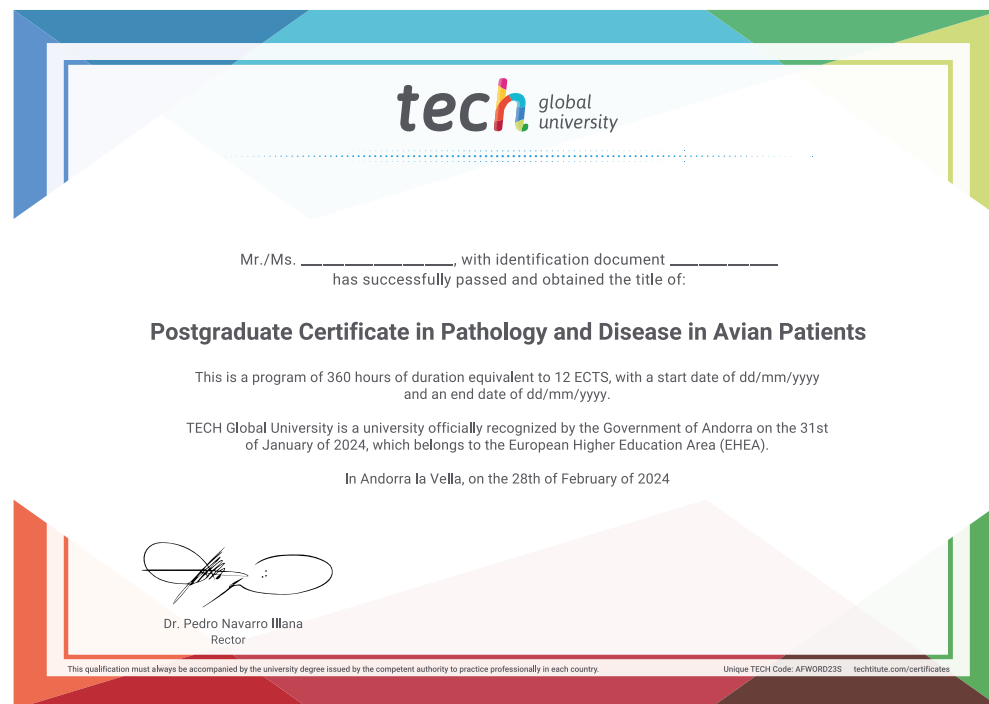 tech global
university
Mr./Ms. ___________________, with identification document ______________
has successfully passed and obtained the title of:
Postgraduate Certificate in Pathology and Disease in Avian Patients
This is a program of 360 hours of duration equivalent to 12 ECTS, with a start date of dd/mm/yyyy
and an end date of dd/mm/yyyy.
TECH Global University is a university officially recognized by the Government of Andorra on the 31st
of January of 2024, which belongs to the European Higher Education Area (EHEA).
In Andorra la Vella, on the 28th of February of 2024
Dr. Pedro Navarro Illana
Rector
This qualification must always be accompanied by the university degree issued by the competent authority to practice professionally in each country. Unique TECH Code: AFWORD23S techtitute.com/certificates